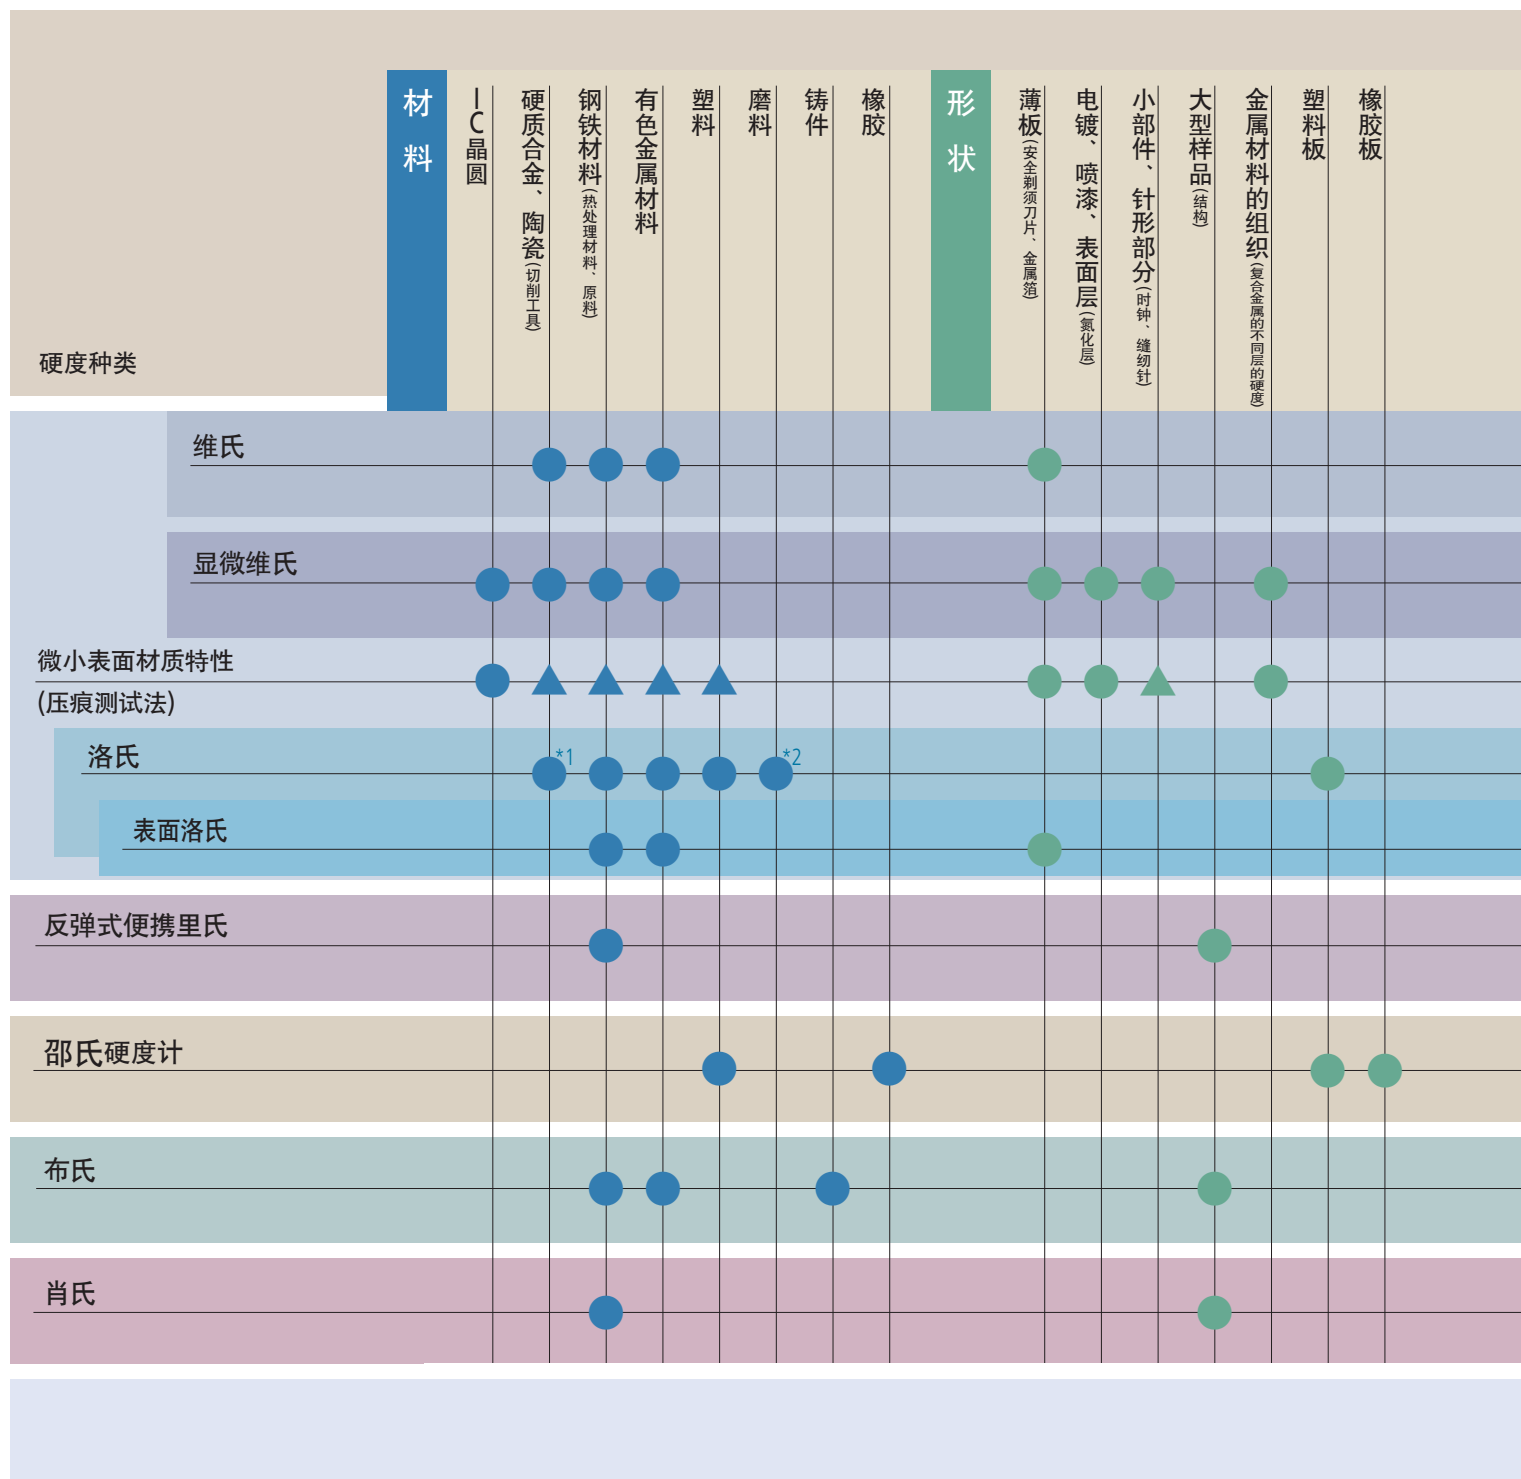 材料
IC晶圆
硬质合金、陶瓷(切削工具)
钢铁材料(热处理材料、原料)
有色金属材料
塑料
磨料
铸件
橡胶
形状
薄板(安全剃须刀片、金属箔)
电镀、喷漆、表面层(氮化层)
小部件、针形部分(时钟、缝纫针)
大型样品(结构)
金属材料的组织(复合金属的不同层的硬度)
塑料板
橡胶板
硬度种类
维氏
显微维氏
微小表面材质特性
(压痕测试法)
洛氏
*1
*2
表面洛氏
反弹式便携里氏
邵氏硬度计
布氏
肖氏